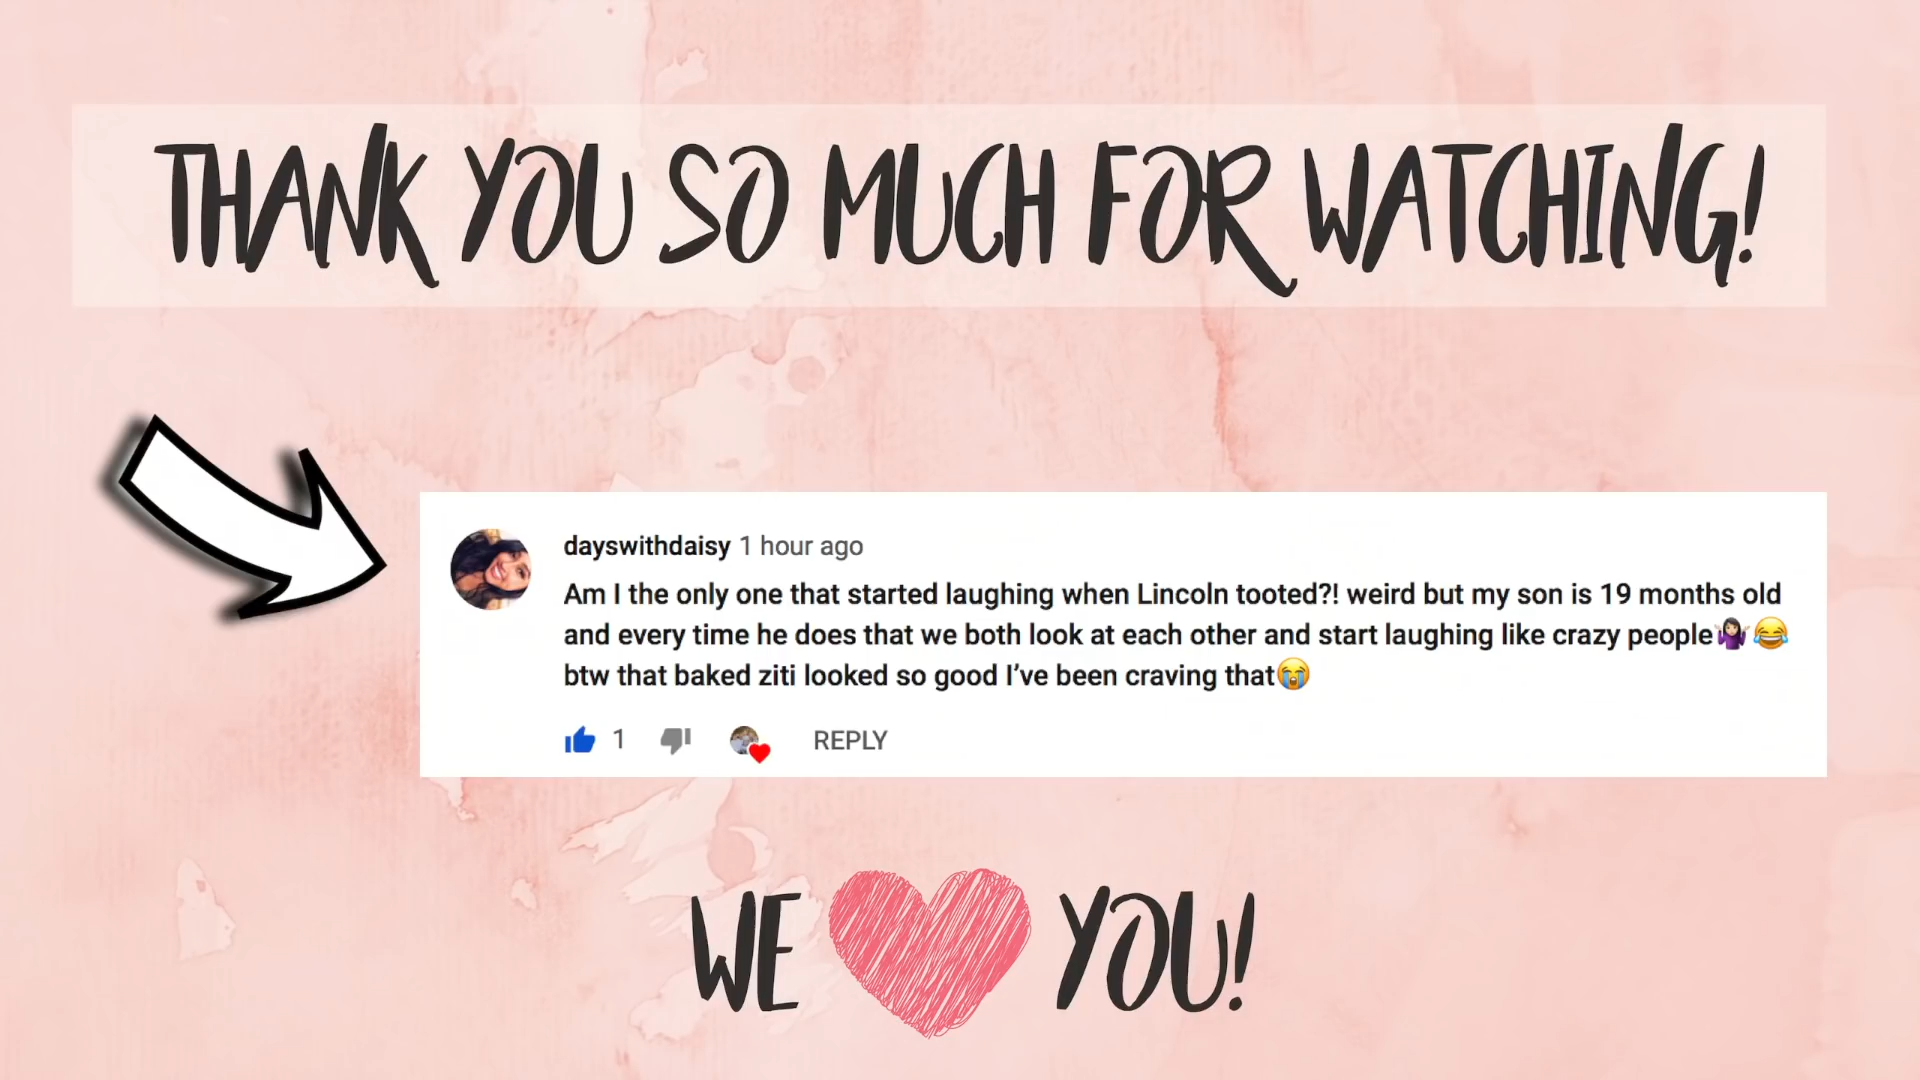 THANK YOU SO MUCH FOR WATCHING!
dayswithdaisy 1 hour ago
Am I the only one that started laughing when Lincoln tooted?! weird but my son is 19 months old
and every time he does that we both look at each other and start laughing like crazy people🤷🏻‍♀️😂
btw that baked ziti looked so good I’ve been craving that😭
1 REPLY
WE YOU!